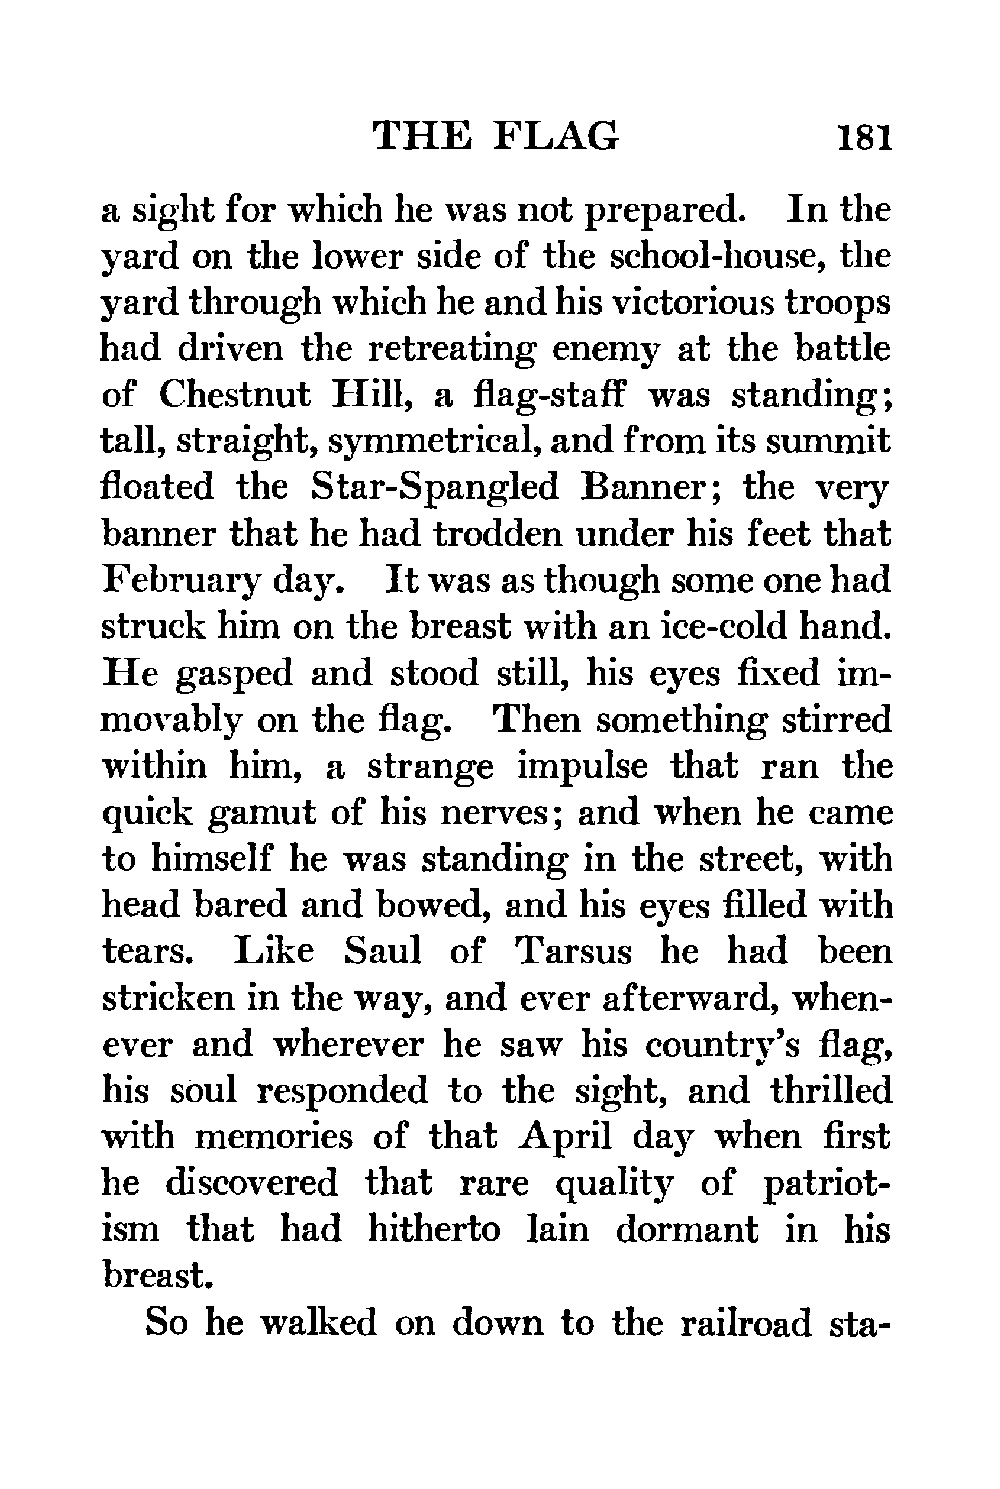 THE FLAG 181
a sight for which he was not prepared. In the
yard on the lower side of the school-house, the
yard through which he and his victorious troops
had driven the retreating enemy at the battle
of Chestnut Hill, a flag-staff was standing;
tall, straight, symmetrical, and from its summit
floated the Star-Spangled Banner; the very
banner that he had trodden under his feet that
February day. It was as though some one had
struck him on the breast with an ice-cold hand.
He gasped and stood still, his eyes fixed im-
movably on the flag. Then something stirred
within him, a strange impulse that ran the
quick gamut of his nerves; and when he came
to himself he was standing in the street, with
head bared and bowed, and his eyes filled with
tears. Like Saul of Tarsus he had been
stricken in the way, and ever afterward, when-
ever and wherever he saw his country's flag,
his soul responded to the sight, and thrilled
with memories of that April day when first
he discovered that rare quality of patriot-
ism that had hitherto lain dormant in his
breast.
So he walked on down to the railroad sta-